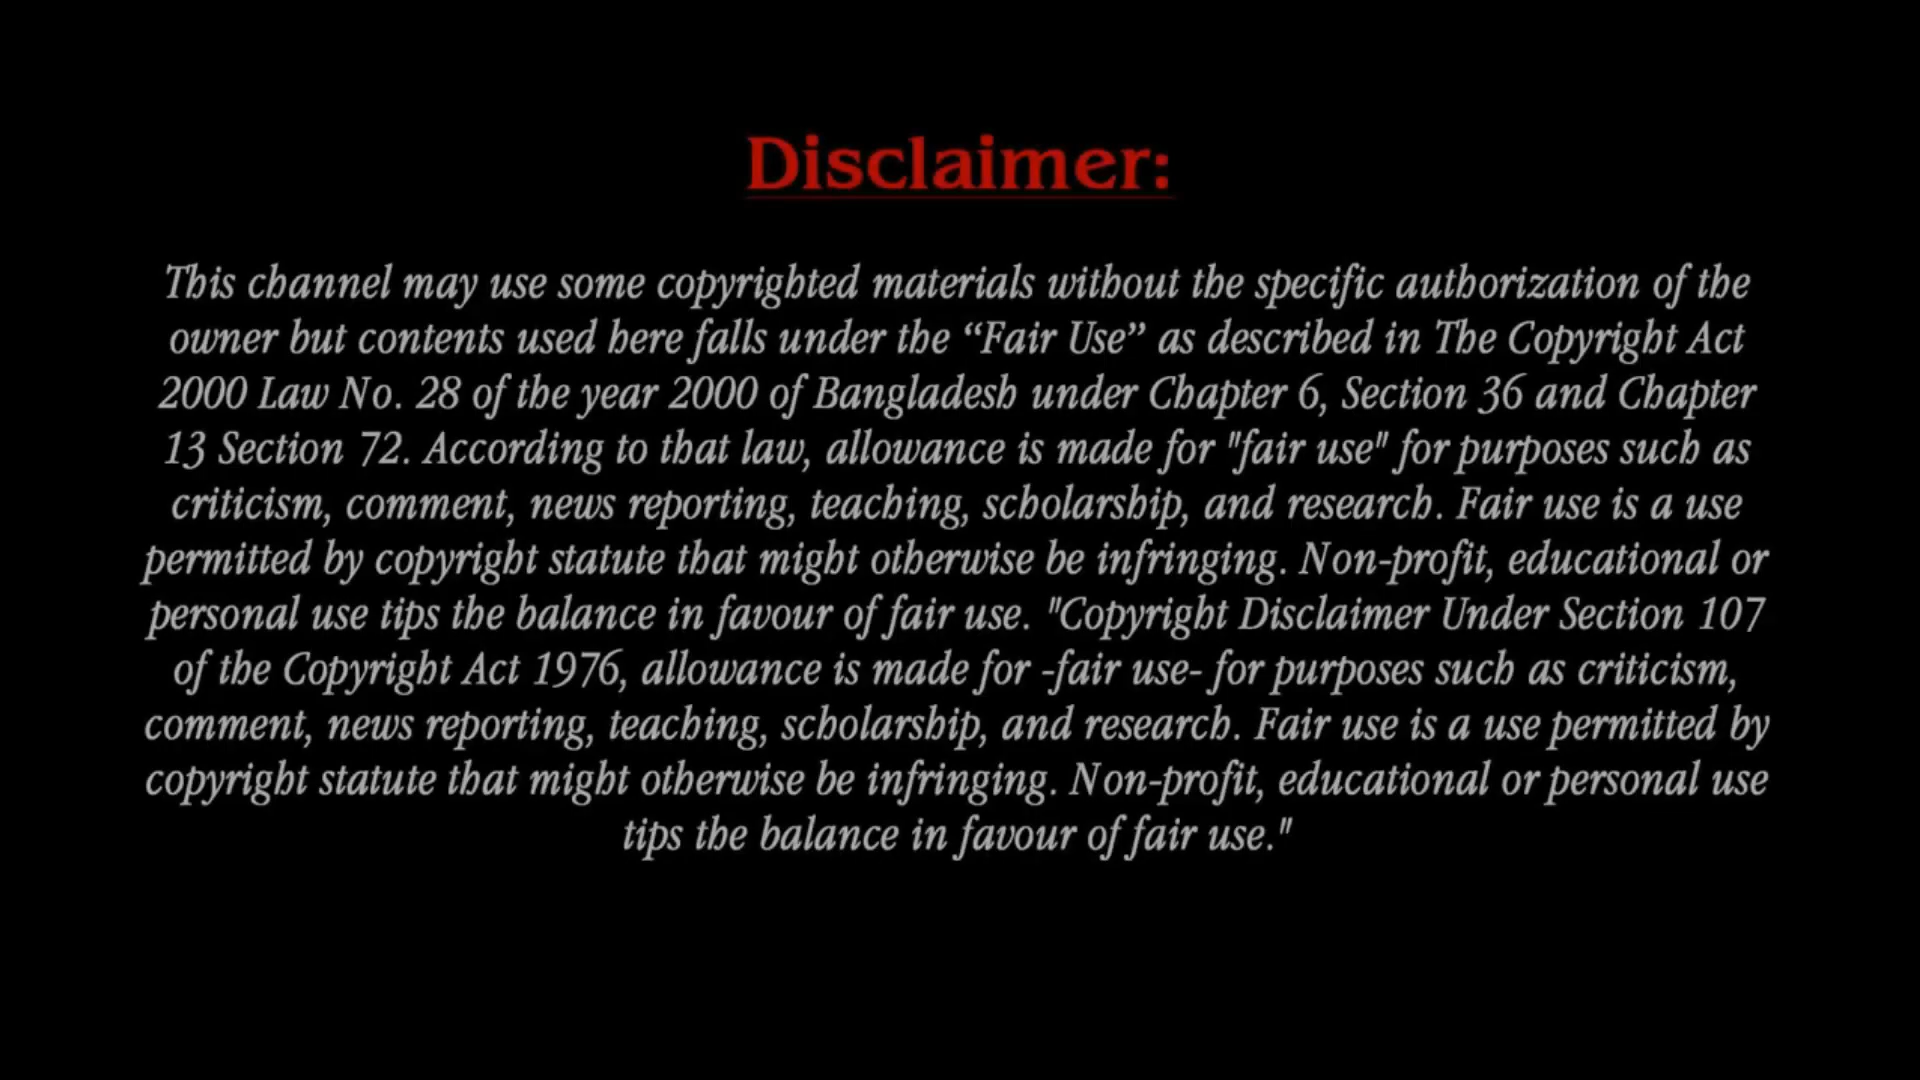 Disclaimer:
This channel may use some copyrighted materials without the specific authorization of the
owner but contents used here falls under the “Fair Use” as described in The Copyright Act
2000 Law No. 28 of the year 2000 of Bangladesh under Chapter 6, Section 36 and Chapter
13 Section 72. According to that law, allowance is made for "fair use" for purposes such as
criticism, comment, news reporting, teaching, scholarship, and research. Fair use is a use
permitted by copyright statute that might otherwise be infringing. Non-profit, educational or
personal use tips the balance in favour of fair use. "Copyright Disclaimer Under Section 107
of the Copyright Act 1976, allowance is made for -fair use- for purposes such as criticism,
comment, news reporting, teaching, scholarship, and research. Fair use is a use permitted by
copyright statute that might otherwise be infringing. Non-profit, educational or personal use
tips the balance in favour of fair use."